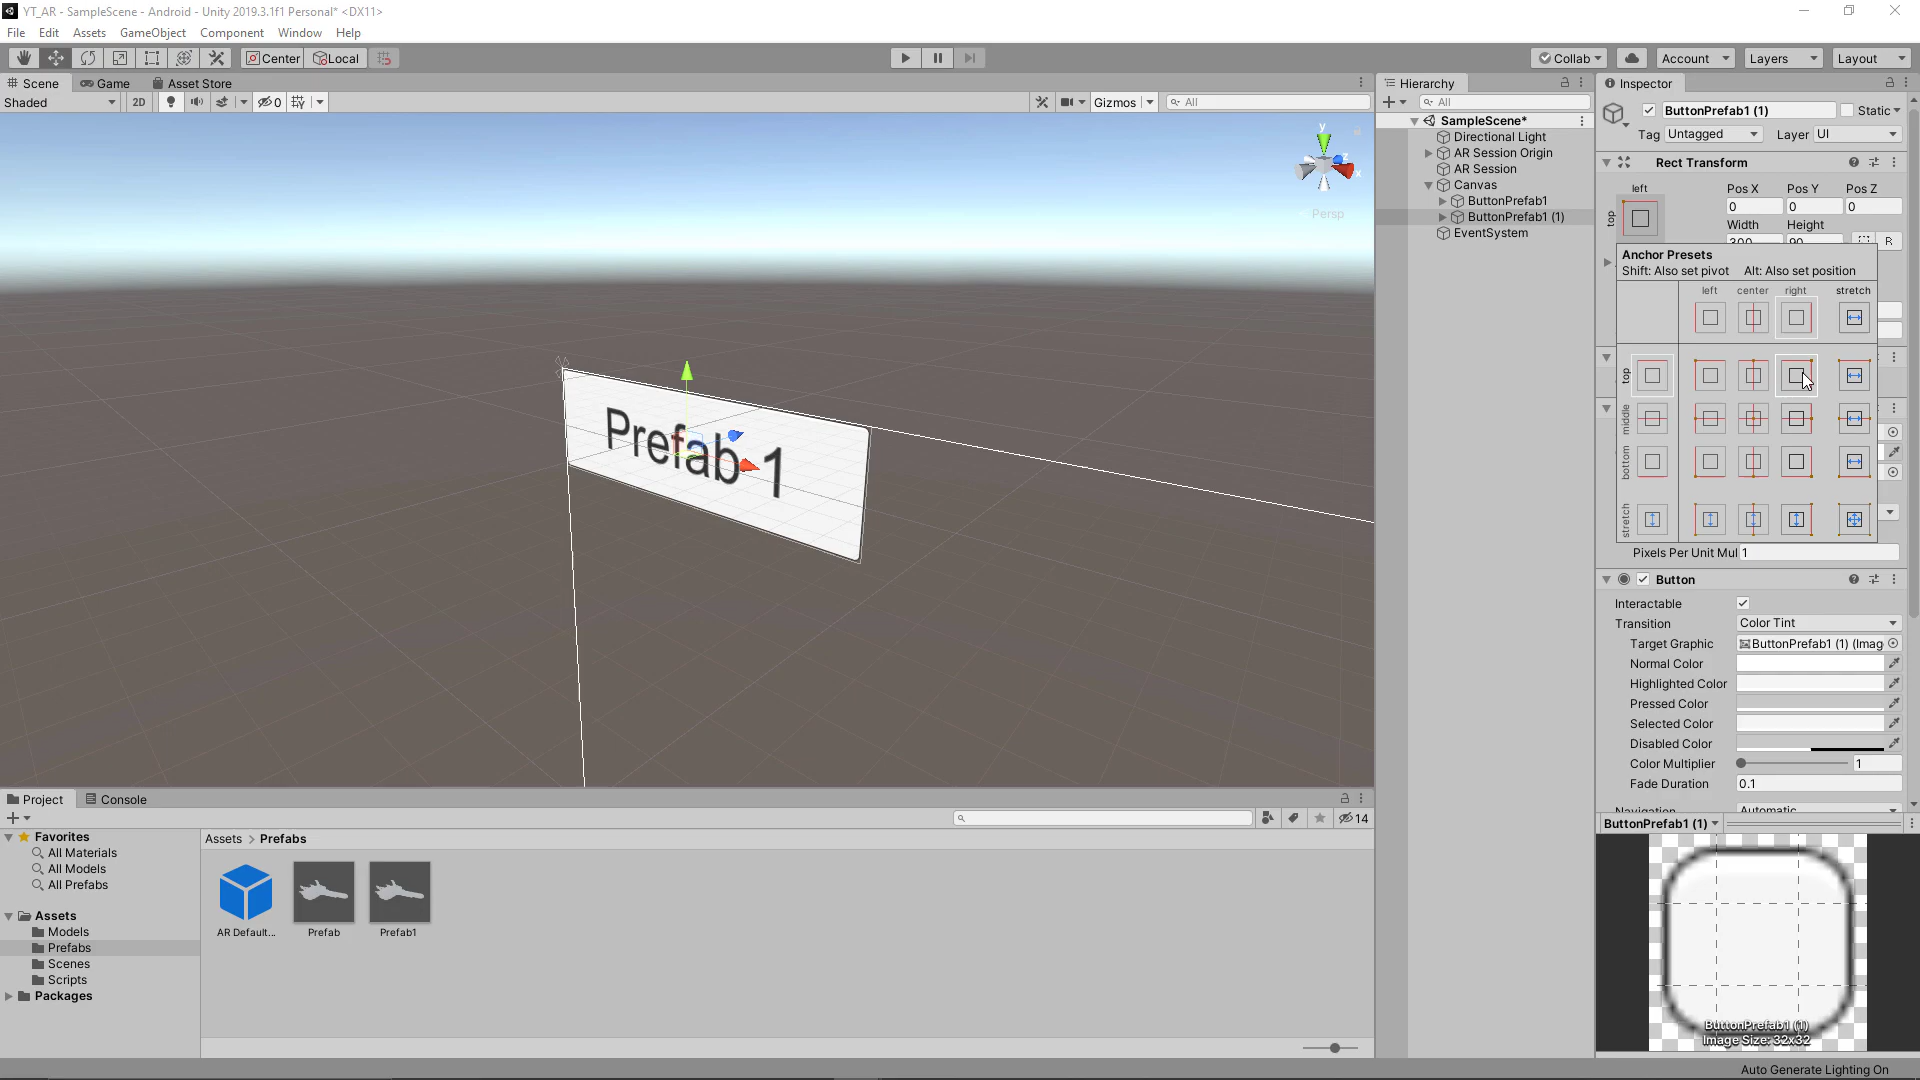 YT_AR - SampleScene - Android - Unity 2019.3.1f1 Personal* <DX11>
File Edit Assets GameObject Component Window Help
Center Local Collab Account Layers Layout
Scene Game Asset Store
Shaded 2D 0 Gizmos All
y
z
x
Persp
Prefab 1
Hierarchy
All
SampleScene*
Directional Light
AR Session Origin
AR Session
Canvas
ButtonPrefab1
ButtonPrefab1 (1)
EventSystem
Inspector
ButtonPrefab1 (1) Static
Tag Untagged Layer UI
Rect Transform
left Pos X Pos Y Pos Z
top 0 0 0
Width Height
300 90 R
Anchor Presets
Shift: Also set pivot Alt: Also set position
left center right stretch
top
middle
bottom
stretch
Pixels Per Unit Mul 1
Button
Interactable
Transition Color Tint
Target Graphic ButtonPrefab1 (1) (Imag
Normal Color
Highlighted Color
Pressed Color
Selected Color
Disabled Color
Color Multiplier 1
Fade Duration 0.1
Navigation Automatic
ButtonPrefab1 (1)
ButtonPrefab1 (1)
Image Size: 32x32
Project Console
14
Favorites
All Materials
All Models
All Prefabs
Assets
Models
Prefabs
Scenes
Scripts
Packages
Assets > Prefabs
AR Default... Prefab Prefab1
Auto Generate Lighting On